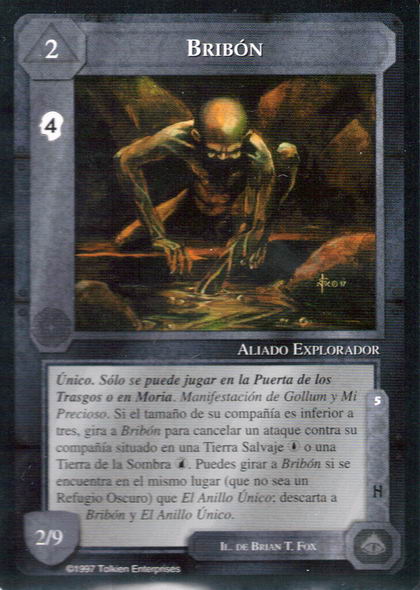 2
BRIBÓN
4
ALIADO EXPLORADOR
Único. Sólo se puede jugar en la Puerta de los
Trasgos o en Moria. Manifestación de Gollum y Mi
Precioso. Si el tamaño de su compañía es inferior a
tres, gira a Bribón para cancelar un ataque contra su
compañía situado en una Tierra Salvaje o una
Tierra de la Sombra. Puedes girar a Bribón si se
encuentra en el mismo lugar (que no sea un
Refugio Oscuro) que El Anillo Único: descarta a
Bribón y El Anillo Único.
5
H
2/9
IL. DE BRIAN T. FOX
©1997 Tolkien Enterprises